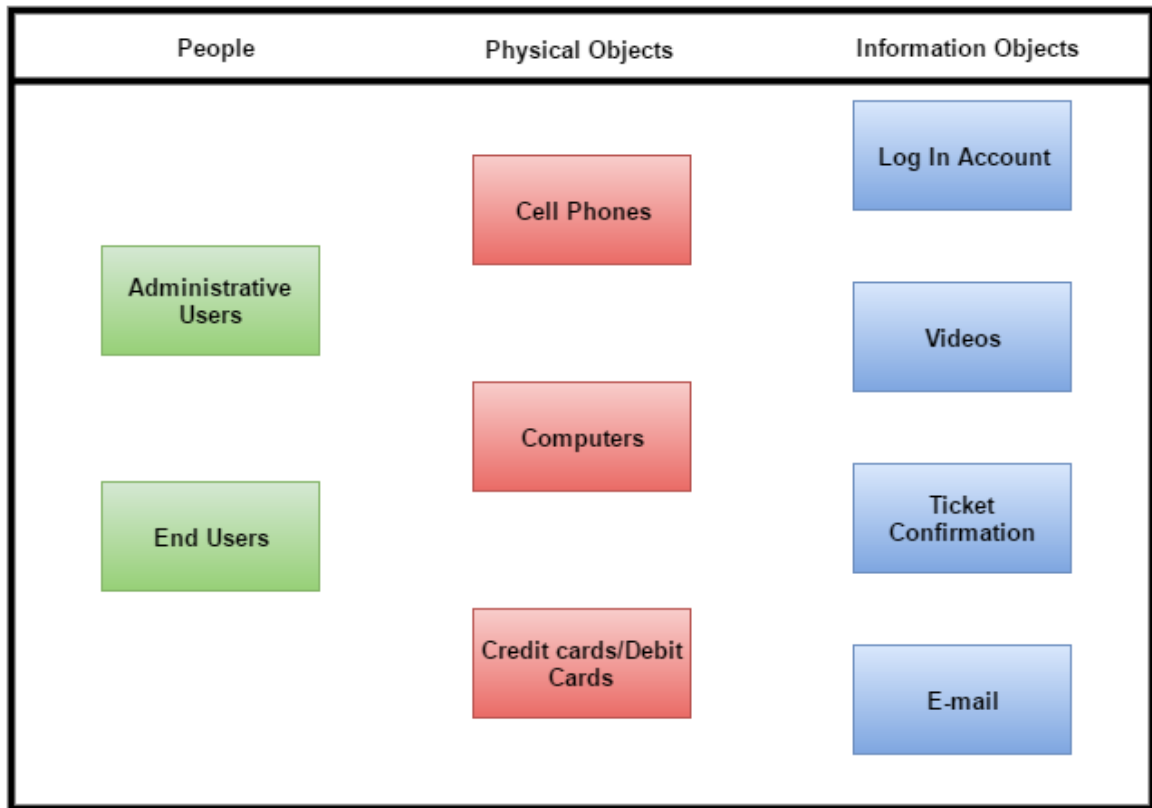 People
Physical Objects
Information Objects
Administrative
Users
End Users
Cell Phones
Computers
Credit cards/Debit
Cards
Log In Account
Videos
Ticket
Confirmation
E-mail